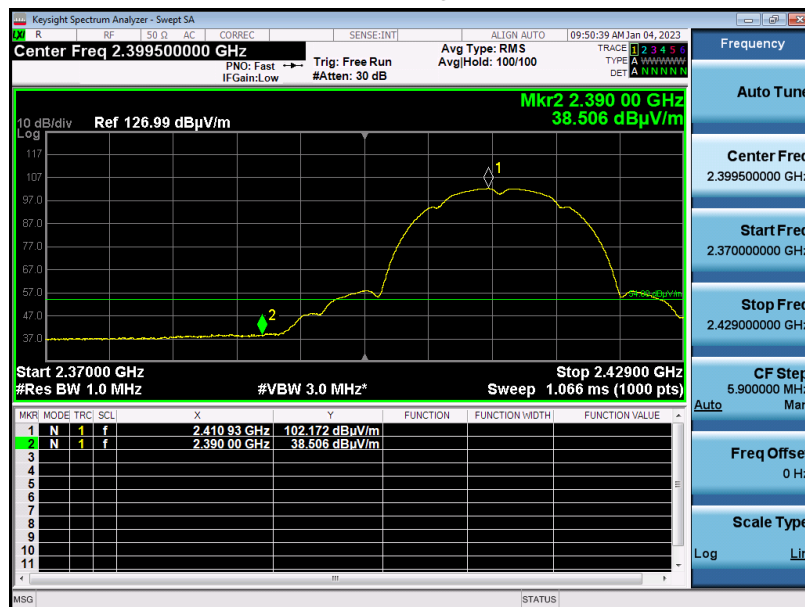 Keysight Spectrum Analyzer - Swept SA
LXI R RF 50 Ω AC CORREC SENSE:INT ALIGN AUTO 09:50:39 AM Jan 04, 2023
Center Freq 2.399500000 GHz
PNO: Fast
IFGain:Low
Trig: Free Run
#Atten: 30 dB
Avg Type: RMS
Avg|Hold: 100/100
TRACE 1 2 3 4 5 6
TYPE A W W W W W
DET A N N N N N
Mkr2 2.390 00 GHz
38.506 dBµV/m
10 dB/div Ref 126.99 dBµV/m
Log
117
107
97.0
87.0
77.0
67.0
57.0
47.0
37.0
1
2
Start 2.37000 GHz Stop 2.42900 GHz
#Res BW 1.0 MHz #VBW 3.0 MHz* Sweep 1.066 ms (1000 pts)
MKR MODE TRC SCL X Y FUNCTION FUNCTION WIDTH FUNCTION VALUE
1 N 1 f 2.410 93 GHz 102.172 dBµV/m
2 N 1 f 2.390 00 GHz 38.506 dBµV/m
3
4
5
6
7
8
9
10
11
MSG STATUS
Frequency
Auto Tune
Center Freq
2.399500000 GHz
Start Freq
2.370000000 GHz
Stop Freq
2.429000000 GHz
CF Step
5.900000 MHz
Auto Man
Freq Offset
0 Hz
Scale Type
Log Lin